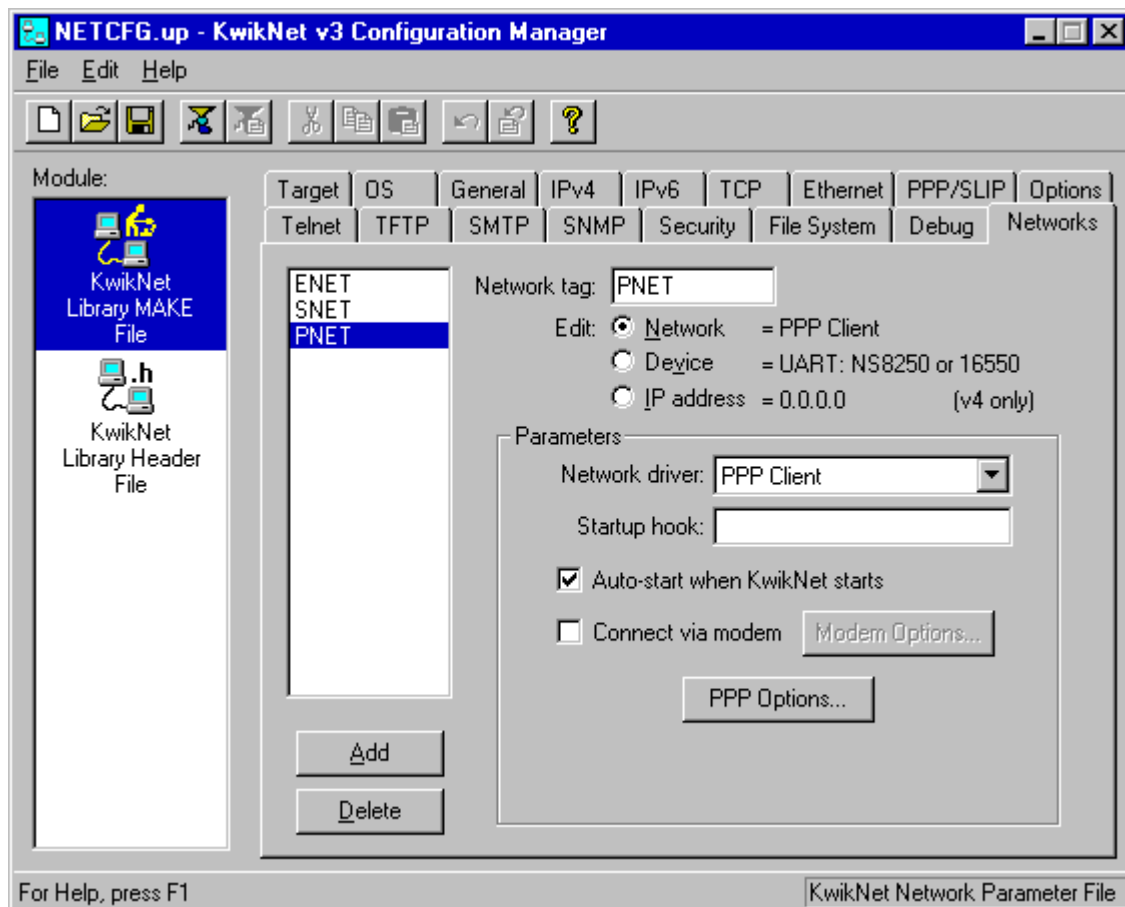 NETCFG.up - KwikNet v3 Configuration Manager
File Edit Help
Module:
KwikNet
Library MAKE
File
.h
KwikNet
Library Header
File
Target OS General IPv4 IPv6 TCP Ethernet PPP/SLIP Options
Telnet TFTP SMTP SNMP Security File System Debug Networks
ENET
SNET
PNET
Add
Delete
Network tag: PNET
Edit: Network = PPP Client
Device = UART: NS8250 or 16550
IP address = 0.0.0.0 (v4 only)
Parameters
Network driver: PPP Client
Startup hook:
Auto-start when KwikNet starts
Connect via modem Modem Options...
PPP Options...
For Help, press F1 KwikNet Network Parameter File